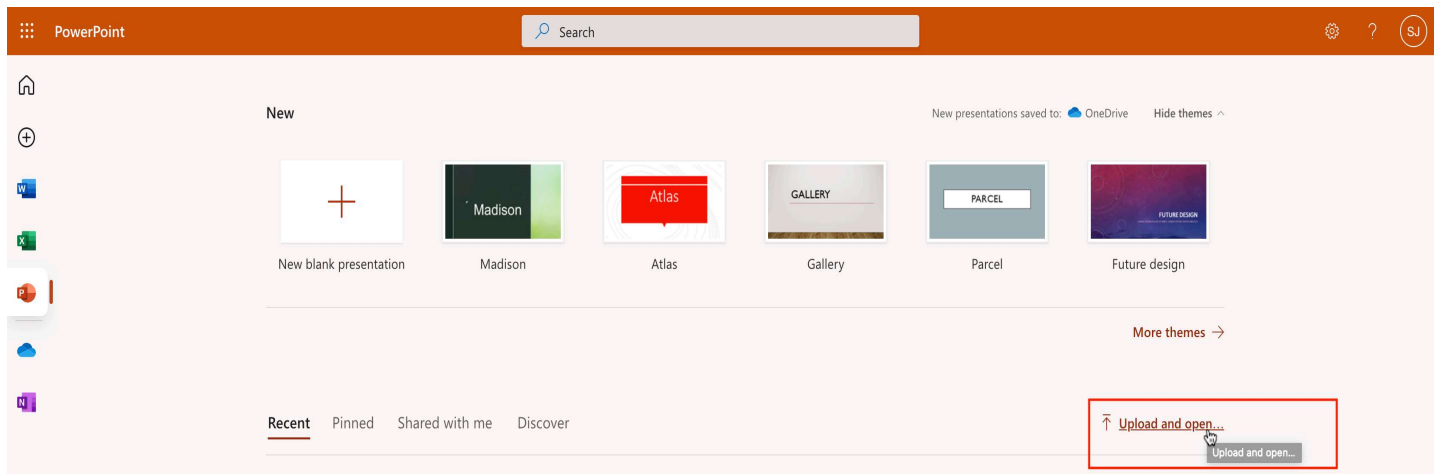 PowerPoint
Search
SJ
New
New presentations saved to: OneDrive
Hide themes
Madison
Atlas
GALLERY
PARCEL
FUTURE DESIGN
New blank presentation
Madison
Atlas
Gallery
Parcel
Future design
More themes
Recent
Pinned
Shared with me
Discover
Upload and open...
Upload and open...